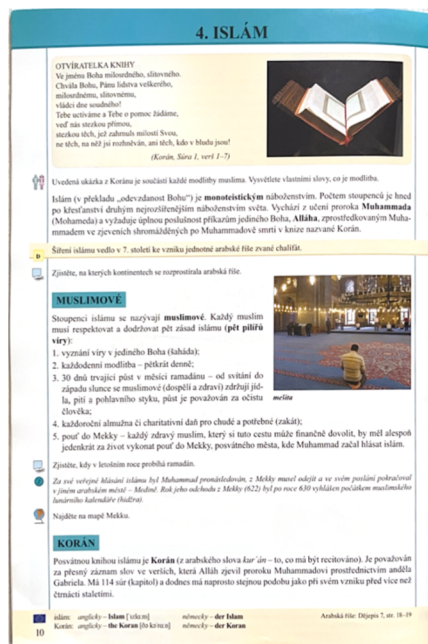 4. ISLÁM
OTVÍRATELKA KNIHY
Ve jménu Boha milosrdného, slitovného.
Chvála Bohu, Pánu lidstva veškerého,
milosrdnému, slitovnému,
vládci dne soudného!
Tebe uctíváme a Tebe o pomoc žádáme,
veď nás stezkou přímou,
stezkou těch, jež zahrnuls milostí Svou,
ne těch, na něž jsi rozhněván, ani těch, kdo v bludu jsou!
(Korán, Súra 1, verš 1–7)
Uvedená ukázka z Koránu je součástí každé modlitby muslima. Vysvětlete vlastními slovy, co je modlitba.
Islám (v překladu „odevzdanost Bohu“) je monoteistickým náboženstvím. Počtem stoupenců je hned
po křesťanství druhým nejrozšířenějším náboženstvím světa. Vychází z učení proroka Muhammada
(Mohameda) a vyžaduje úplnou poslušnost příkazům jediného Boha, Alláha, zprostředkovaným Muha-
mmadem ve zjeveních shromážděných po Muhammadově smrti v knize nazvané Korán.
D
Šíření islámu vedlo v 7. století ke vzniku jednotné arabské říše zvané chalífát.
Zjistěte, na kterých kontinentech se rozprostírala arabská říše.
MUSLIMOVÉ
Stoupenci islámu se nazývají muslimové. Každý muslim
musí respektovat a dodržovat pět zásad islámu (pět pilířů
víry):
1. vyznání víry v jediného Boha (šaháda);
2. každodenní modlitba – pětkrát denně;
3. 30 dnů trvající půst v měsíci ramadánu – od svítání do
západu slunce se muslimové (dospělí a zdraví) zdržují jíd-
la, pití a pohlavního styku, půst je považován za očistu
člověka;
4. každoroční almužna či charitativní daň pro chudé a potřebné (zakát);
5. pouť do Mekky – každý zdravý muslim, který si tuto cestu může finančně dovolit, by měl alespoň
jedenkrát za život vykonat pouť do Mekky, posvátného města, kde Muhammad začal hlásat islám.
mešita
Zjistěte, kdy v letošním roce probíhá ramadán.
Za své veřejné hlásání islámu byl Muhammad pronásledován, z Mekky musel odejít a ve svém poslání pokračoval
v jiném arabském městě – Medíně. Rok jeho odchodu z Mekky (622) byl po roce 630 vyhlášen počátkem muslimského
lunárního kalendáře (hidžra).
Najděte na mapě Mekku.
KORÁN
Posvátnou knihou islámu je Korán (z arabského slova kur´án – to, co má být recitováno). Je považován
za přesný záznam slov ve verších, která Alláh zjevil proroku Muhammadovi prostřednictvím anděla
Gabriela. Má 114 súr (kapitol) a dodnes má naprosto stejnou podobu jako při svém vzniku před více než
čtrnácti staletími.
islám: anglicky – Islam německy – der Islam
Korán: anglicky – the Koran německy – der Koran
Arabská říše: Dějepis 7, str. 18–19
10